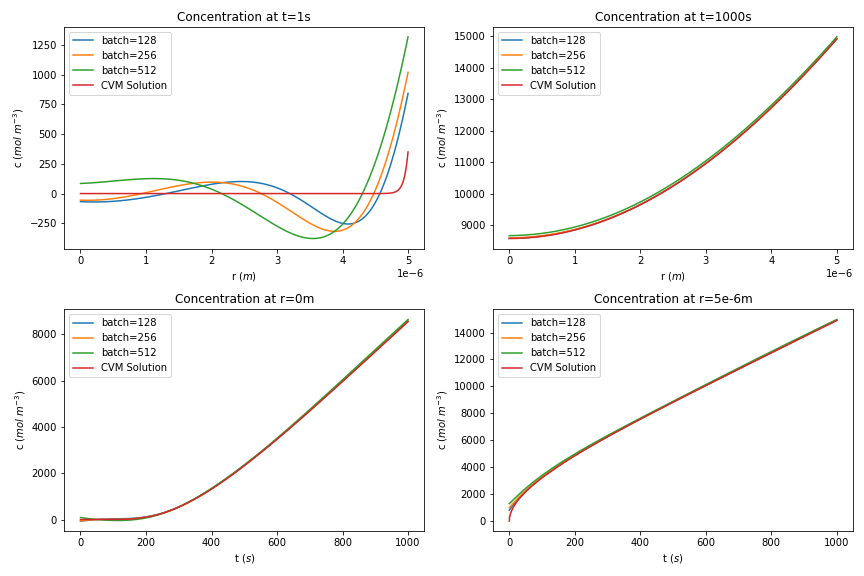 Concentration at t=1s
batch=128
batch=256
batch=512
CVM Solution
c (mol m⁻³)
1250
1000
750
500
250
0
−250
0 1 2 3 4 5
1e−6
r (m)
Concentration at t=1000s
batch=128
batch=256
batch=512
CVM Solution
c (mol m⁻³)
15000
14000
13000
12000
11000
10000
9000
0 1 2 3 4 5
1e−6
r (m)
Concentration at r=0m
batch=128
batch=256
batch=512
CVM Solution
c (mol m⁻³)
8000
6000
4000
2000
0
0 200 400 600 800 1000
t (s)
Concentration at r=5e-6m
batch=128
batch=256
batch=512
CVM Solution
c (mol m⁻³)
14000
12000
10000
8000
6000
4000
2000
0
0 200 400 600 800 1000
t (s)